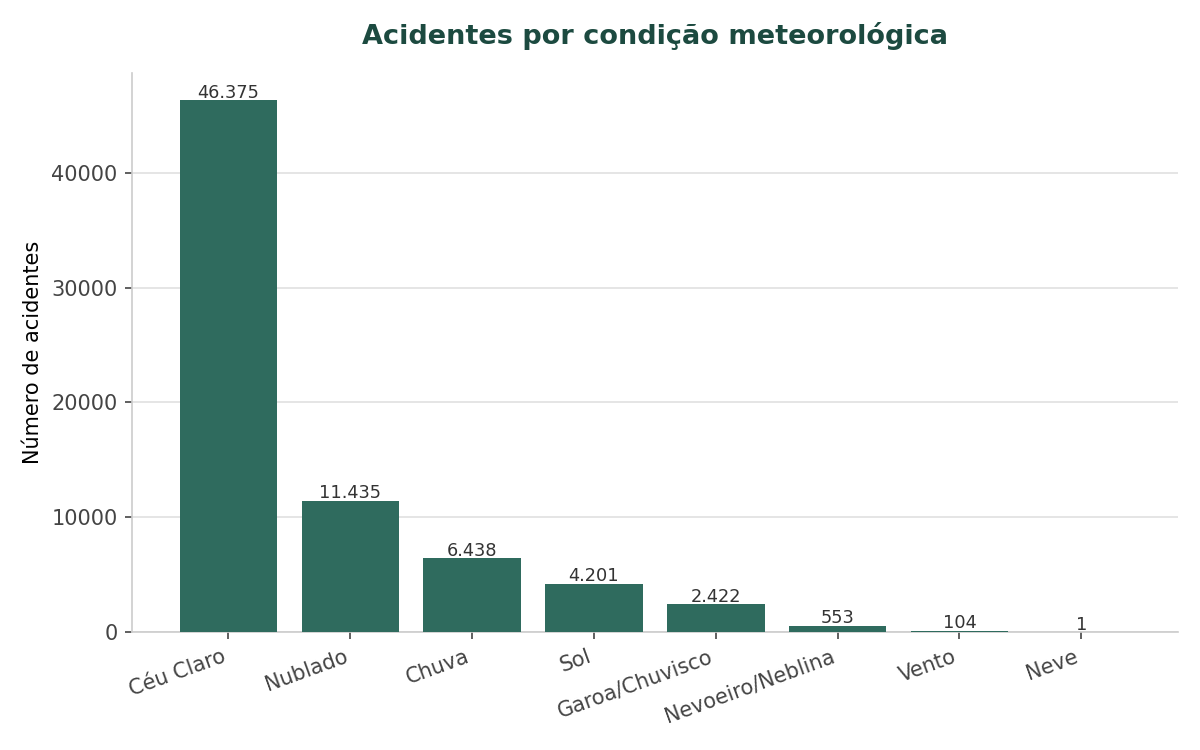 Acidentes por condição meteorológica
Número de acidentes
40000
30000
20000
10000
0
46.375
11.435
6.438
4.201
2.422
553
104
1
Céu Claro
Nublado
Chuva
Sol
Garoa/Chuvisco
Nevoeiro/Neblina
Vento
Neve